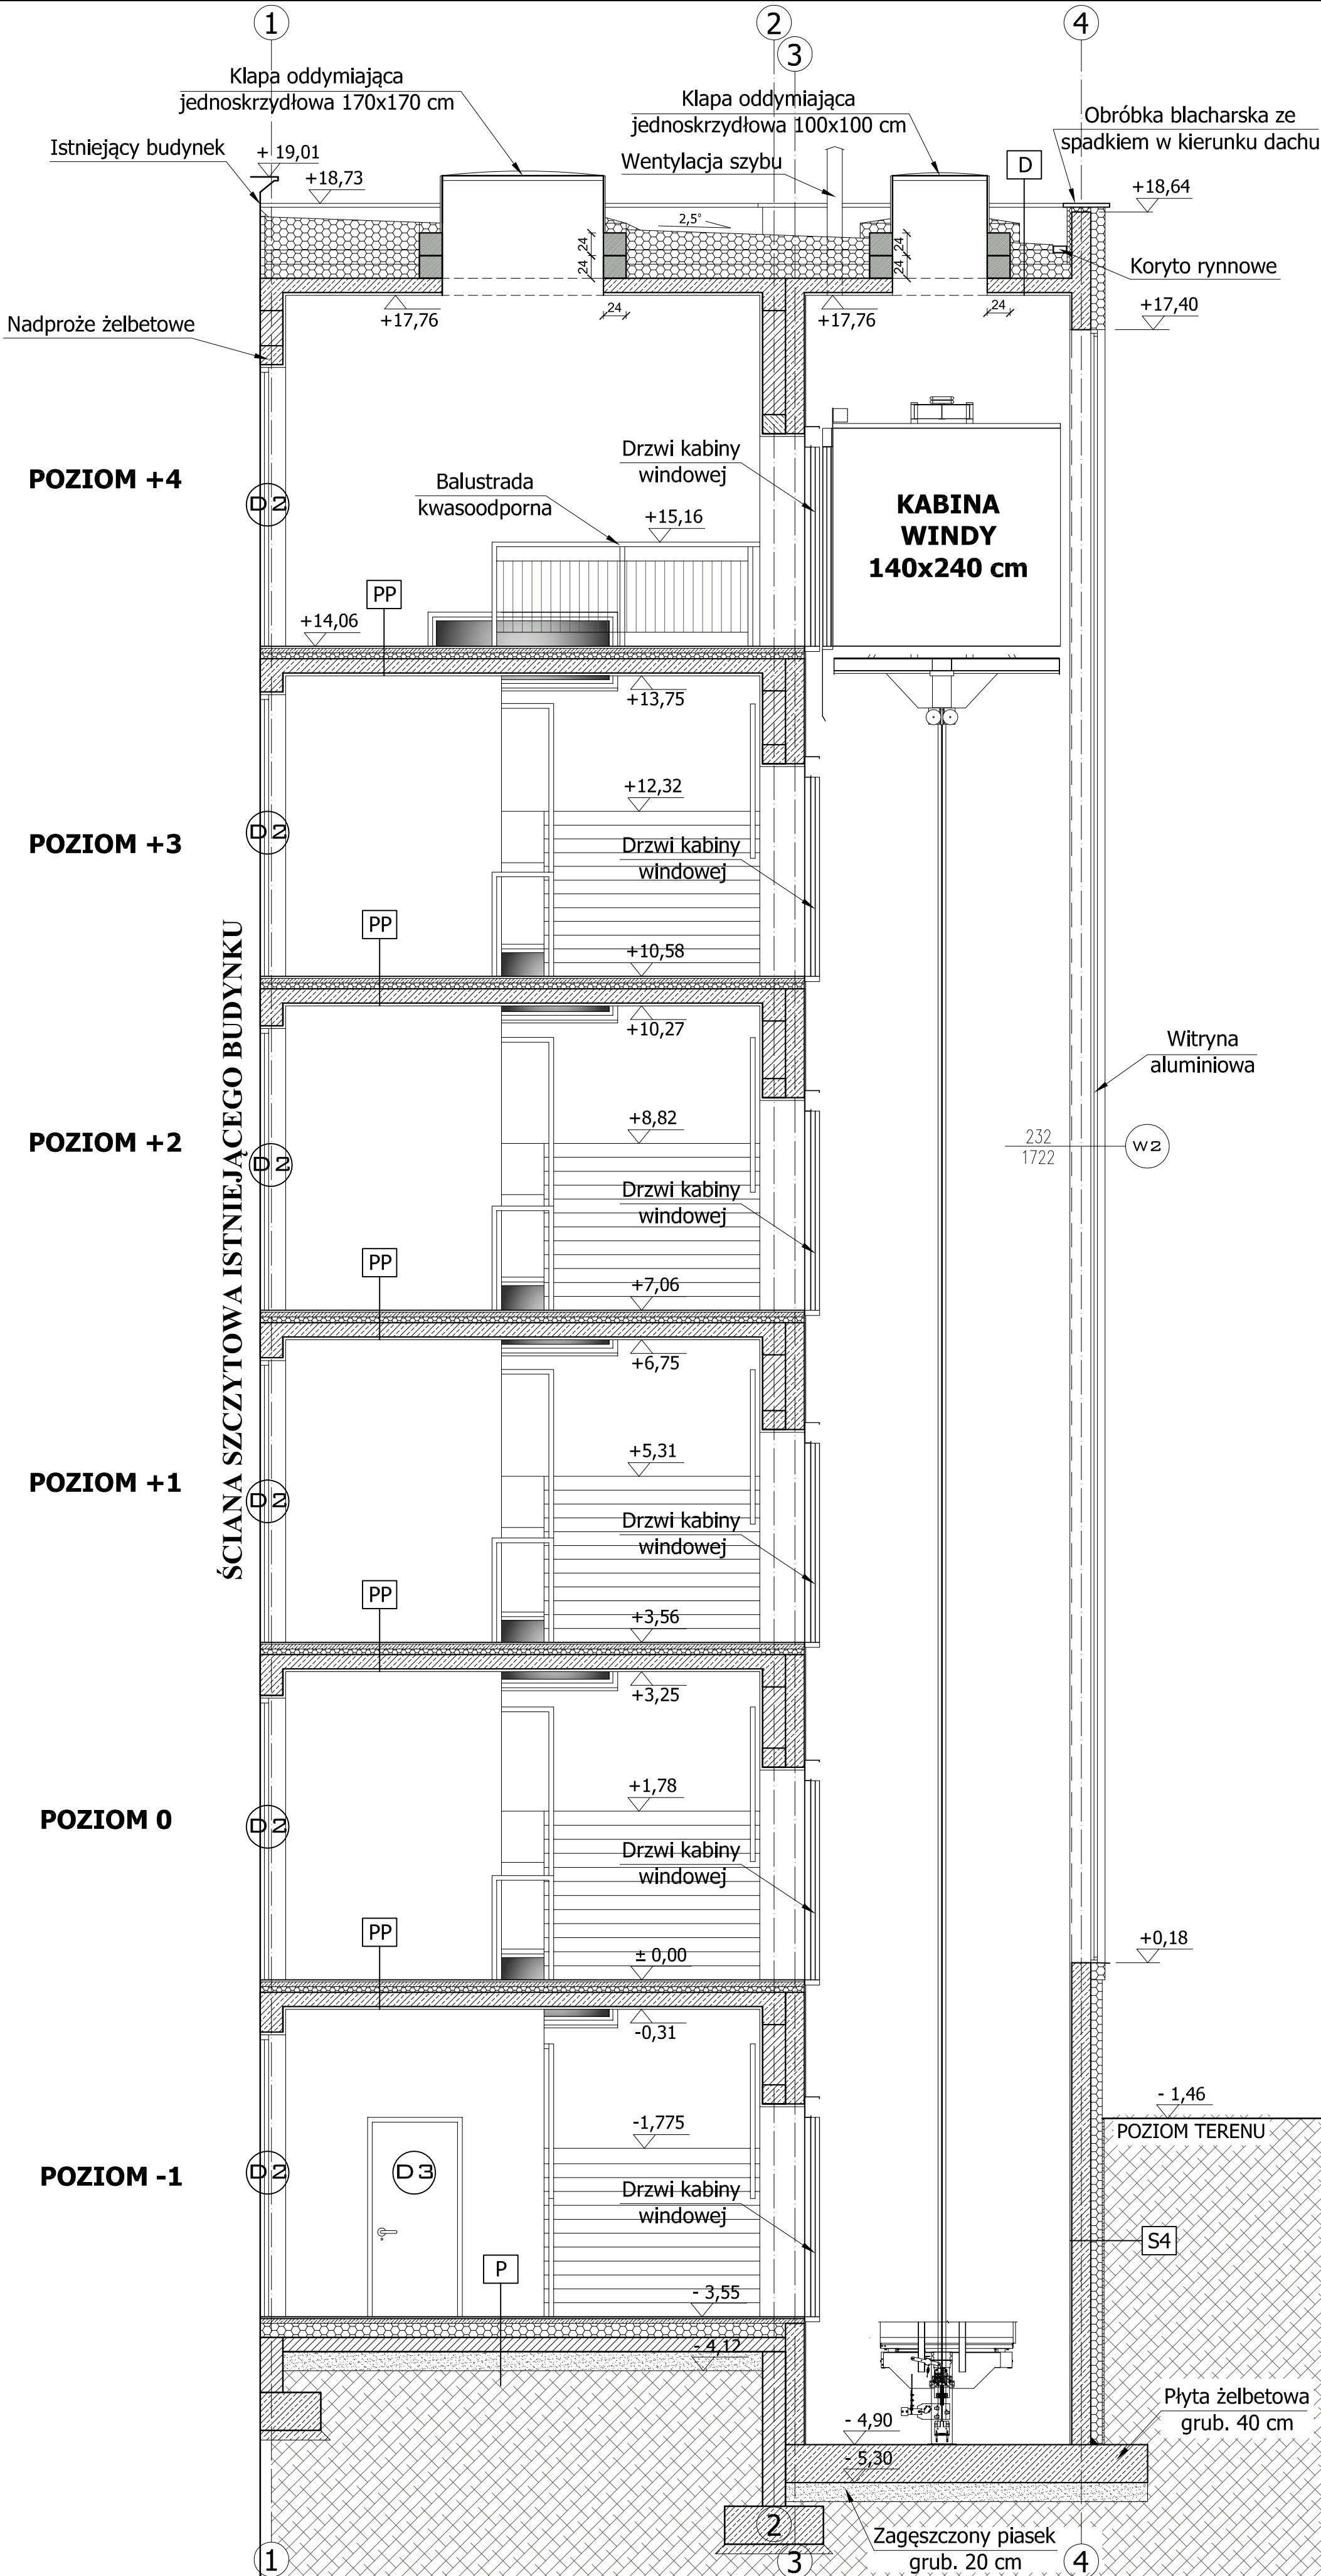 1
2
3
4
Klapa oddymiająca
jednoskrzydłowa 170x170 cm
Klapa oddymiająca
jednoskrzydłowa 100x100 cm
Obróbka blacharska ze
spadkiem w kierunku dachu
Istniejący budynek
+ 19,01
+18,73
Wentylacja szybu
D
+18,64
2,5°
24
24
24
24
Koryto rynnowe
24
24
+17,76
+17,76
+17,40
Nadproże żelbetowe
POZIOM +4
D2
Balustrada
kwasoodporna
Drzwi kabiny
windowej
KABINA
WINDY
140x240 cm
+15,16
PP
+14,06
+13,75
+12,32
POZIOM +3
D2
Drzwi kabiny
windowej
PP
+10,58
ŚCIANA SZCZYTOWA ISTNIEJĄCEGO BUDYNKU
+10,27
Witryna
aluminiowa
POZIOM +2
D2
+8,82
232
1722
W2
Drzwi kabiny
windowej
PP
+7,06
+6,75
+5,31
POZIOM +1
D2
Drzwi kabiny
windowej
PP
+3,56
+3,25
+1,78
POZIOM 0
D2
Drzwi kabiny
windowej
PP
± 0,00
+0,18
-0,31
- 1,46
POZIOM TERENU
-1,775
POZIOM -1
D2
D3
Drzwi kabiny
windowej
S4
P
- 3,55
- 4,12
Płyta żelbetowa
grub. 40 cm
- 4,90
- 5,30
Zagęszczony piasek
grub. 20 cm
1
2
3
4